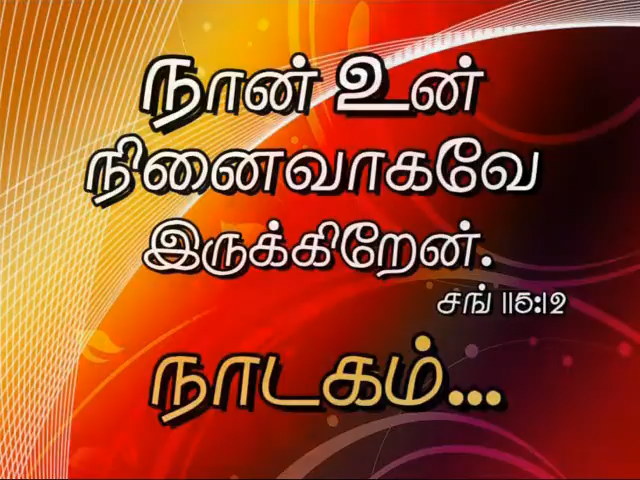 நான் உன்
நினைவாகவே
இருக்கிறேன்.
சங் 115:12
நாடகம்...